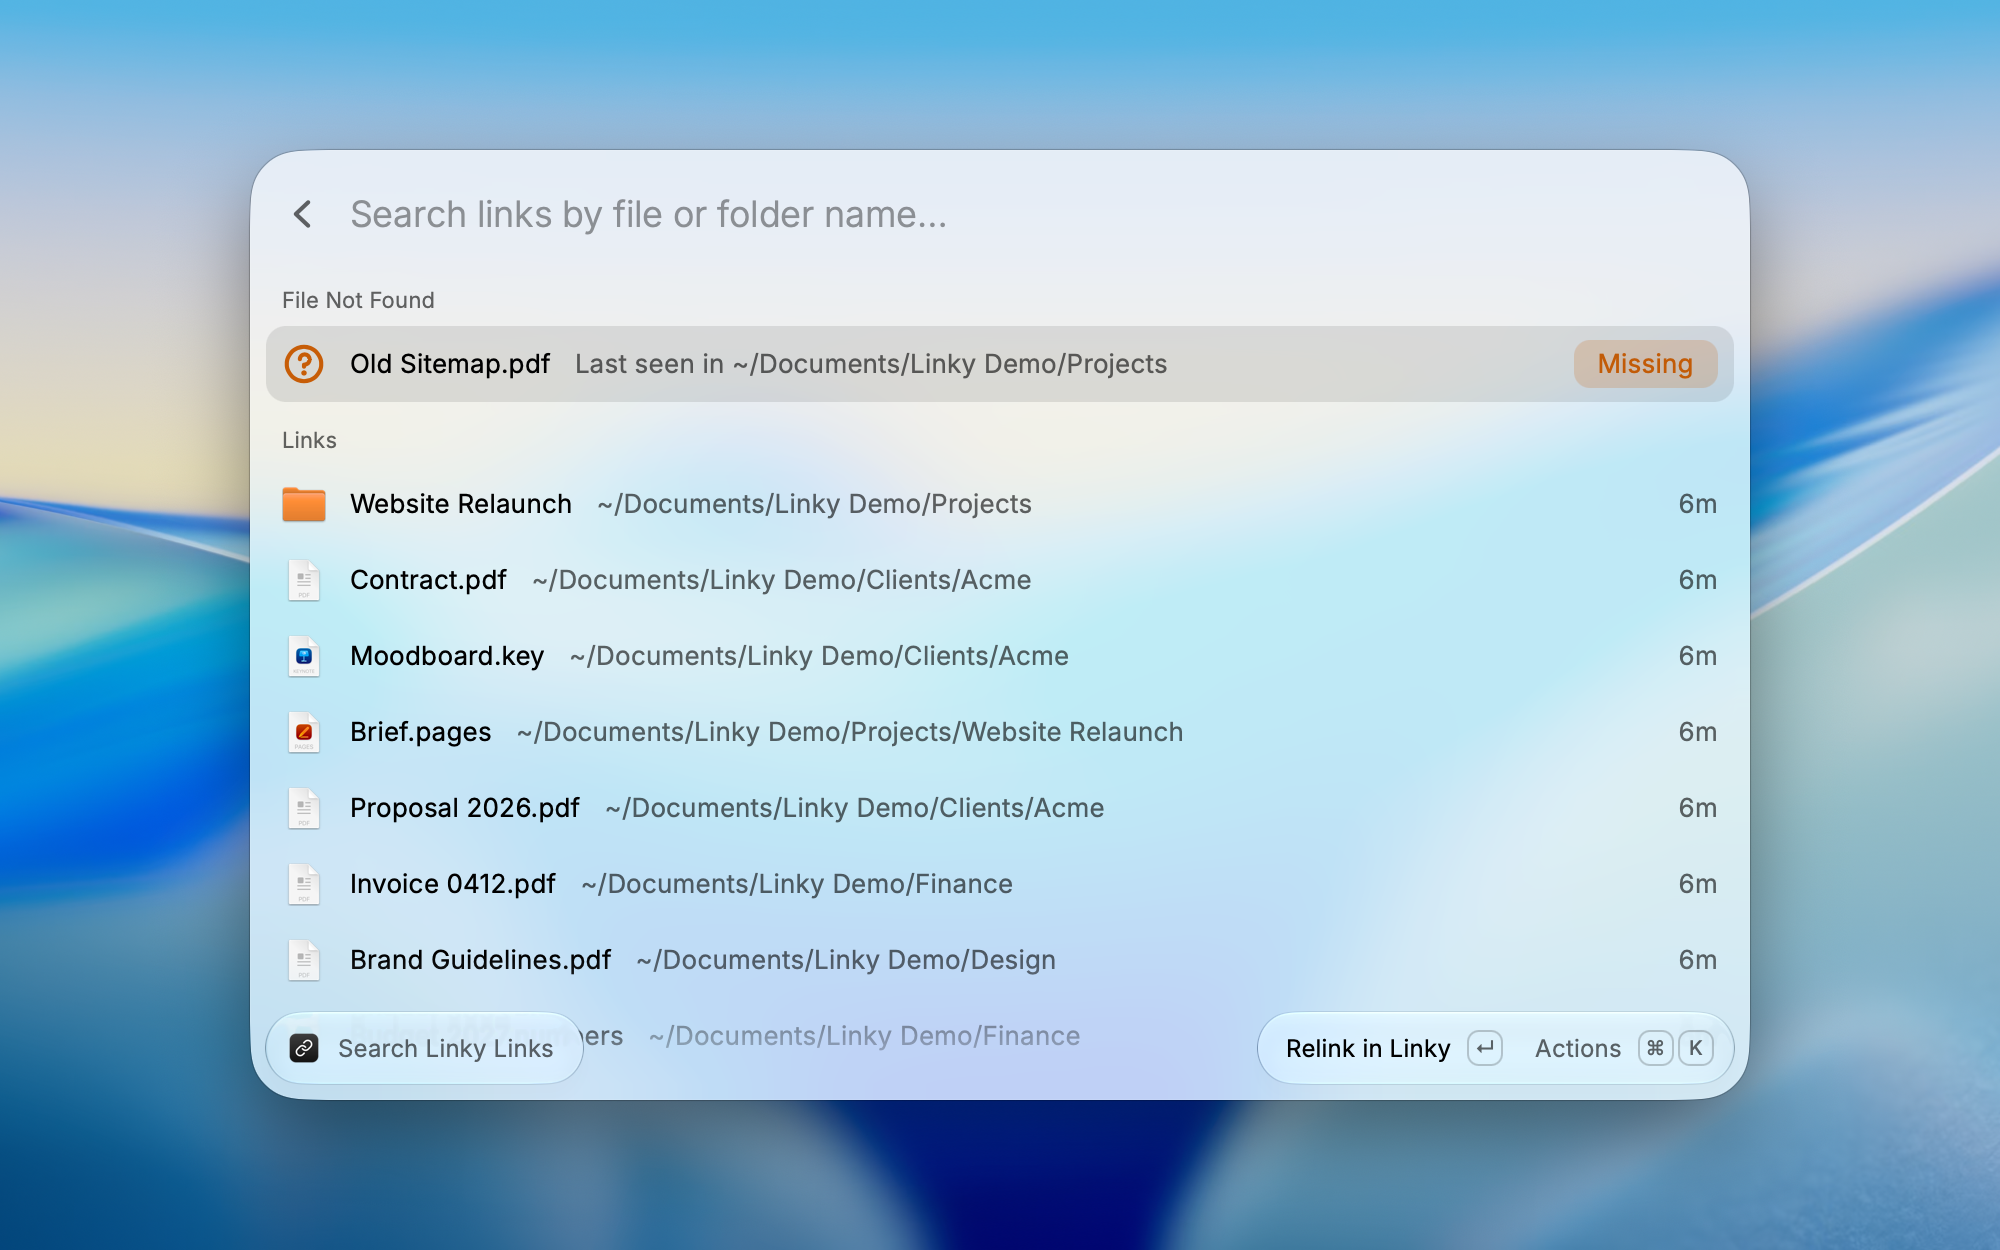 Search links by file or folder name...
File Not Found
Old Sitemap.pdf Last seen in ~/Documents/Linky Demo/Projects Missing
Links
Website Relaunch ~/Documents/Linky Demo/Projects 6m
Contract.pdf ~/Documents/Linky Demo/Clients/Acme 6m
Moodboard.key ~/Documents/Linky Demo/Clients/Acme 6m
Brief.pages ~/Documents/Linky Demo/Projects/Website Relaunch 6m
Proposal 2026.pdf ~/Documents/Linky Demo/Clients/Acme 6m
Invoice 0412.pdf ~/Documents/Linky Demo/Finance 6m
Brand Guidelines.pdf ~/Documents/Linky Demo/Design 6m
~/Documents/Linky Demo/Finance
Search Linky Links Relink in Linky ↵ Actions ⌘ K